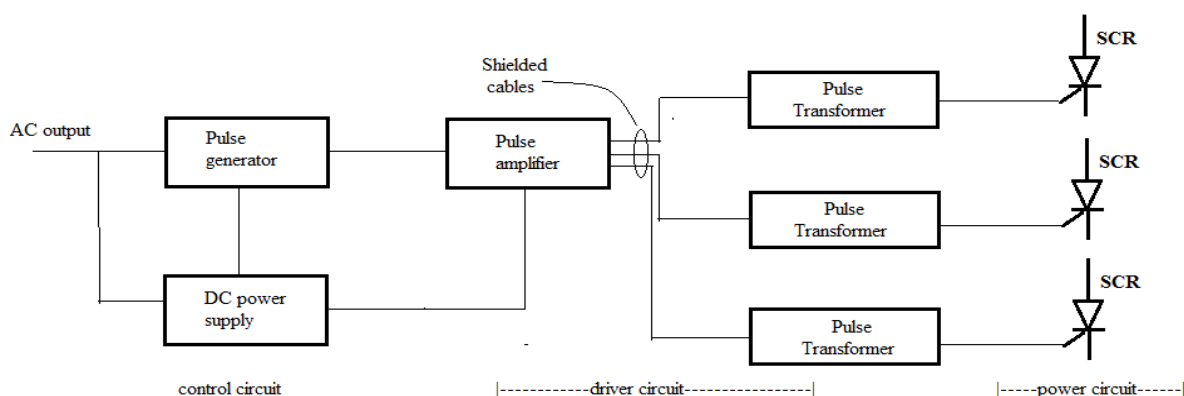 SCR
Shielded
cables
Pulse
Transformer
AC output
Pulse
generator
Pulse
amplifier
SCR
Pulse
Transformer
SCR
DC power
supply
Pulse
Transformer
control circuit
|------------driver circuit-----------------|
|-----power circuit------|